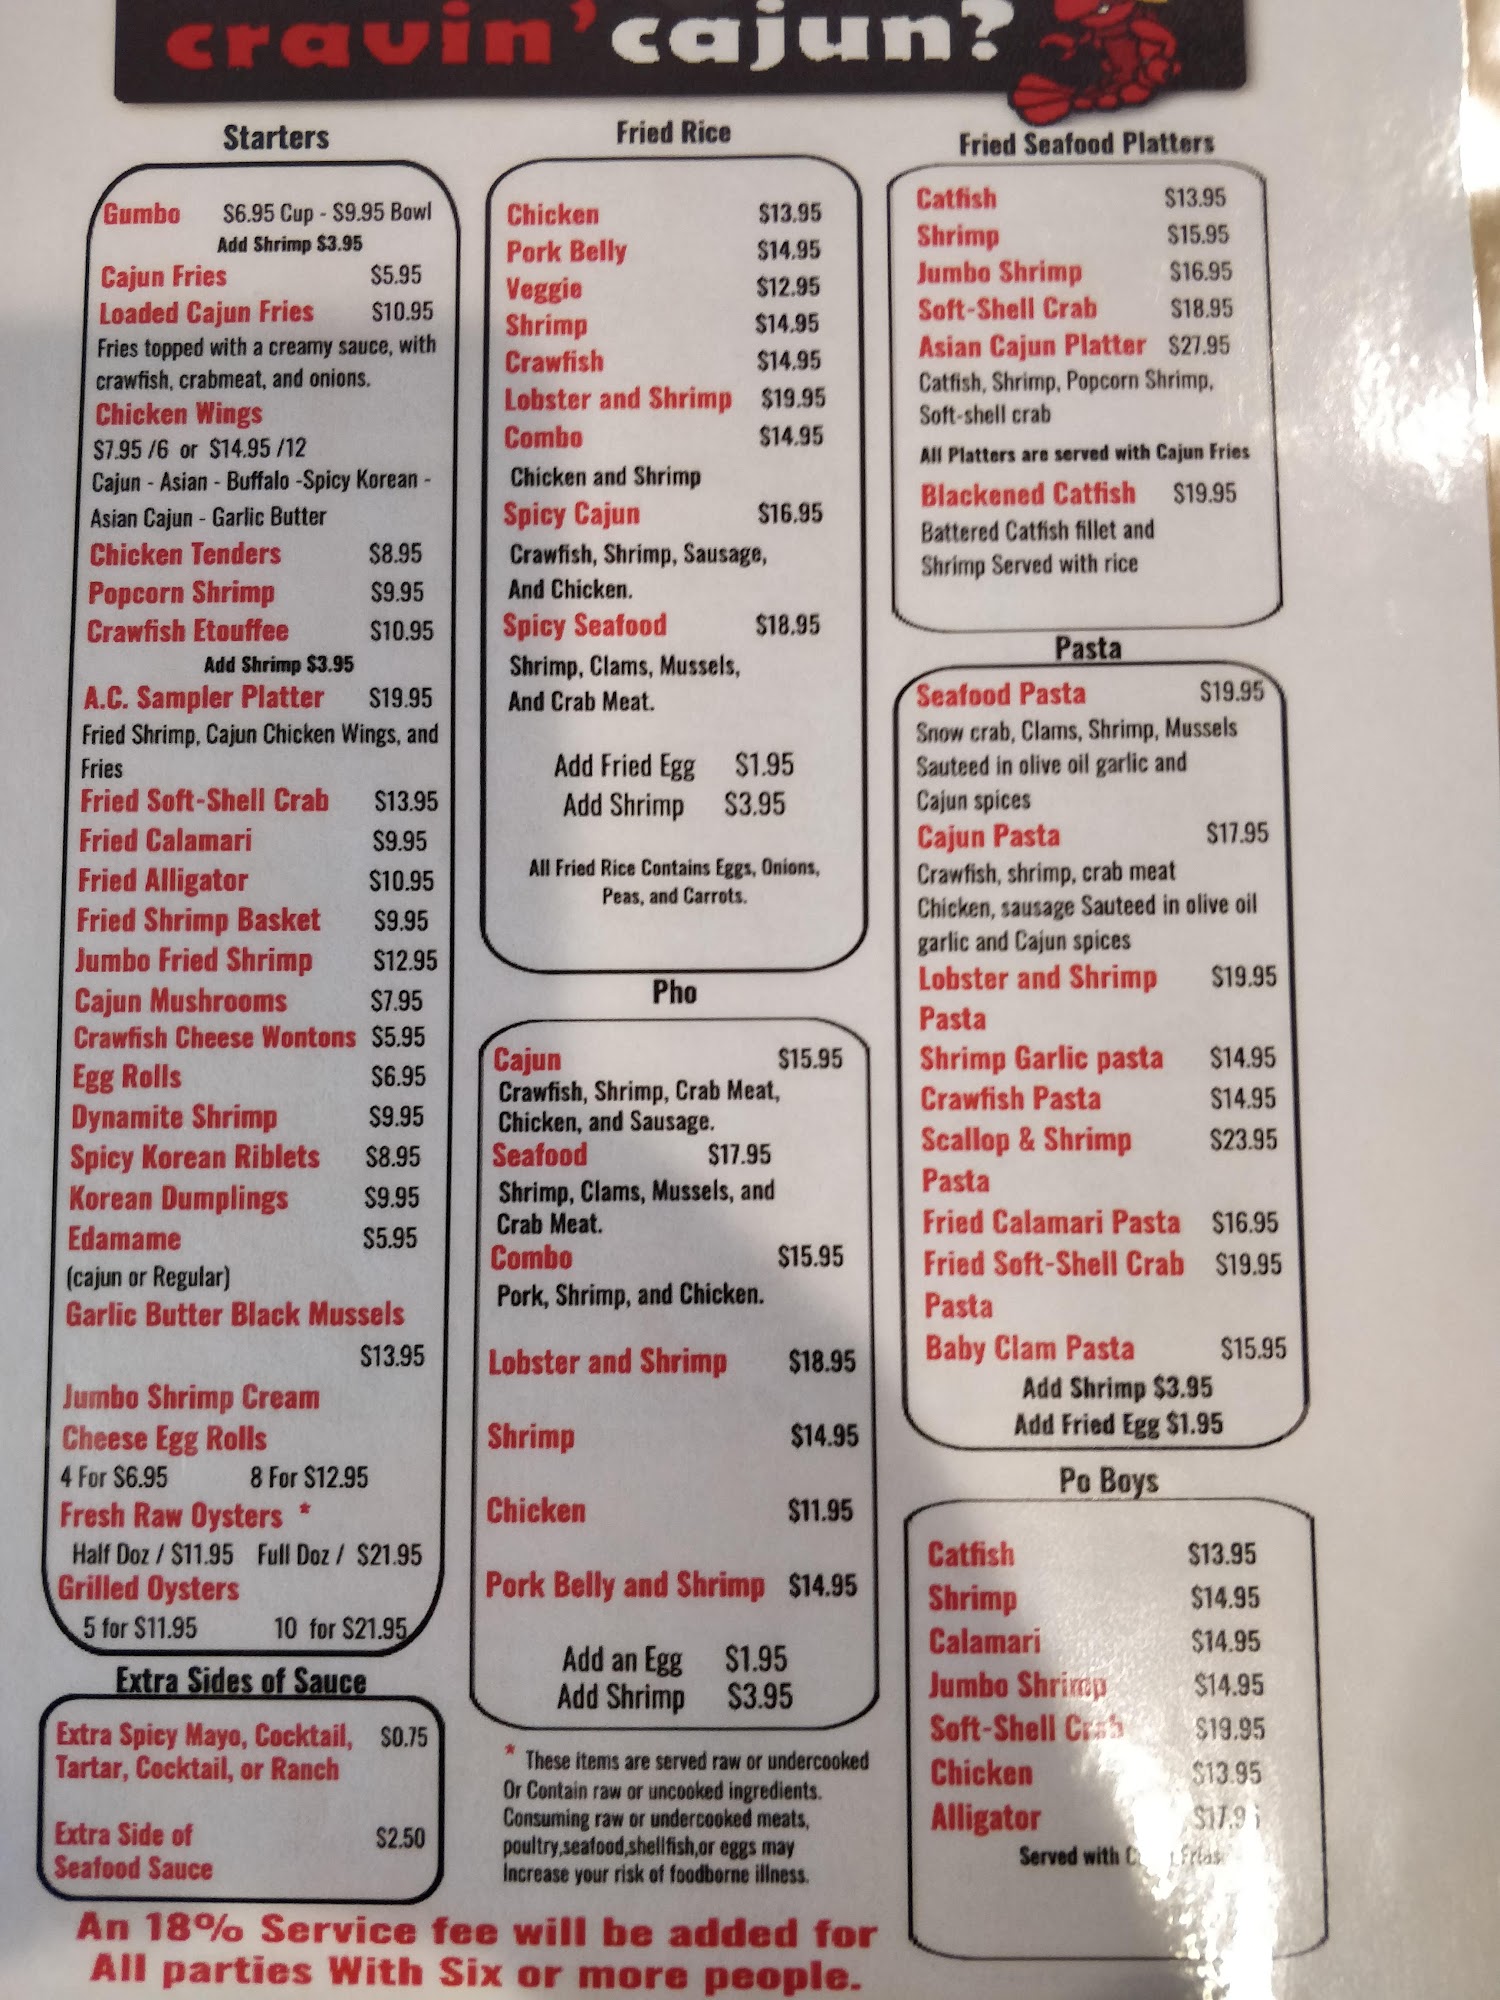 cravin' cajun?
Starters
Gumbo $6.95 Cup - $9.95 Bowl
Add Shrimp $3.95
Cajun Fries $5.95
Loaded Cajun Fries $10.95
Fries topped with a creamy sauce, with
crawfish, crabmeat, and onions.
Chicken Wings
$7.95 /6 or $14.95 /12
Cajun - Asian - Buffalo -Spicy Korean -
Asian Cajun - Garlic Butter
Chicken Tenders $8.95
Popcorn Shrimp $9.95
Crawfish Etouffee $10.95
Add Shrimp $3.95
A.C. Sampler Platter $19.95
Fried Shrimp, Cajun Chicken Wings, and
Fries
Fried Soft-Shell Crab $13.95
Fried Calamari $9.95
Fried Alligator $10.95
Fried Shrimp Basket $9.95
Jumbo Fried Shrimp $12.95
Cajun Mushrooms $7.95
Crawfish Cheese Wontons $5.95
Egg Rolls $6.95
Dynamite Shrimp $9.95
Spicy Korean Riblets $8.95
Korean Dumplings $9.95
Edamame $5.95
(cajun or Regular)
Garlic Butter Black Mussels
$13.95
Jumbo Shrimp Cream
Cheese Egg Rolls
4 For $6.95 8 For $12.95
Fresh Raw Oysters *
Half Doz / $11.95 Full Doz / $21.95
Grilled Oysters
5 for $11.95 10 for $21.95
Extra Sides of Sauce
Extra Spicy Mayo, Cocktail, $0.75
Tartar, Cocktail, or Ranch
Extra Side of $2.50
Seafood Sauce
Fried Rice
Chicken $13.95
Pork Belly $14.95
Veggie $12.95
Shrimp $14.95
Crawfish $14.95
Lobster and Shrimp $19.95
Combo $14.95
Chicken and Shrimp
Spicy Cajun $16.95
Crawfish, Shrimp, Sausage,
And Chicken.
Spicy Seafood $18.95
Shrimp, Clams, Mussels,
And Crab Meat.
Add Fried Egg $1.95
Add Shrimp $3.95
All Fried Rice Contains Eggs, Onions,
Peas, and Carrots.
Pho
Cajun $15.95
Crawfish, Shrimp, Crab Meat,
Chicken, and Sausage.
Seafood $17.95
Shrimp, Clams, Mussels, and
Crab Meat.
Combo $15.95
Pork, Shrimp, and Chicken.
Lobster and Shrimp $18.95
Shrimp $14.95
Chicken $11.95
Pork Belly and Shrimp $14.95
Add an Egg $1.95
Add Shrimp $3.95
* These items are served raw or undercooked
Or Contain raw or uncooked ingredients.
Consuming raw or undercooked meats,
poultry,seafood,shellfish,or eggs may
Increase your risk of foodborne illness.
Fried Seafood Platters
Catfish $13.95
Shrimp $15.95
Jumbo Shrimp $16.95
Soft-Shell Crab $18.95
Asian Cajun Platter $27.95
Catfish, Shrimp, Popcorn Shrimp,
Soft-shell crab
All Platters are served with Cajun Fries
Blackened Catfish $19.95
Battered Catfish fillet and
Shrimp Served with rice
Pasta
Seafood Pasta $19.95
Snow crab, Clams, Shrimp, Mussels
Sauteed in olive oil garlic and
Cajun spices
Cajun Pasta $17.95
Crawfish, shrimp, crab meat
Chicken, sausage Sauteed in olive oil
garlic and Cajun spices
Lobster and Shrimp $19.95
Pasta
Shrimp Garlic pasta $14.95
Crawfish Pasta $14.95
Scallop & Shrimp $23.95
Pasta
Fried Calamari Pasta $16.95
Fried Soft-Shell Crab $19.95
Pasta
Baby Clam Pasta $15.95
Add Shrimp $3.95
Add Fried Egg $1.95
Po Boys
Catfish $13.95
Shrimp $14.95
Calamari $14.95
Jumbo Shrimp $14.95
Soft-Shell Crab $19.95
Chicken $13.95
Alligator $17.95
Served with Fries
An 18% Service fee will be added for
All parties With Six or more people.